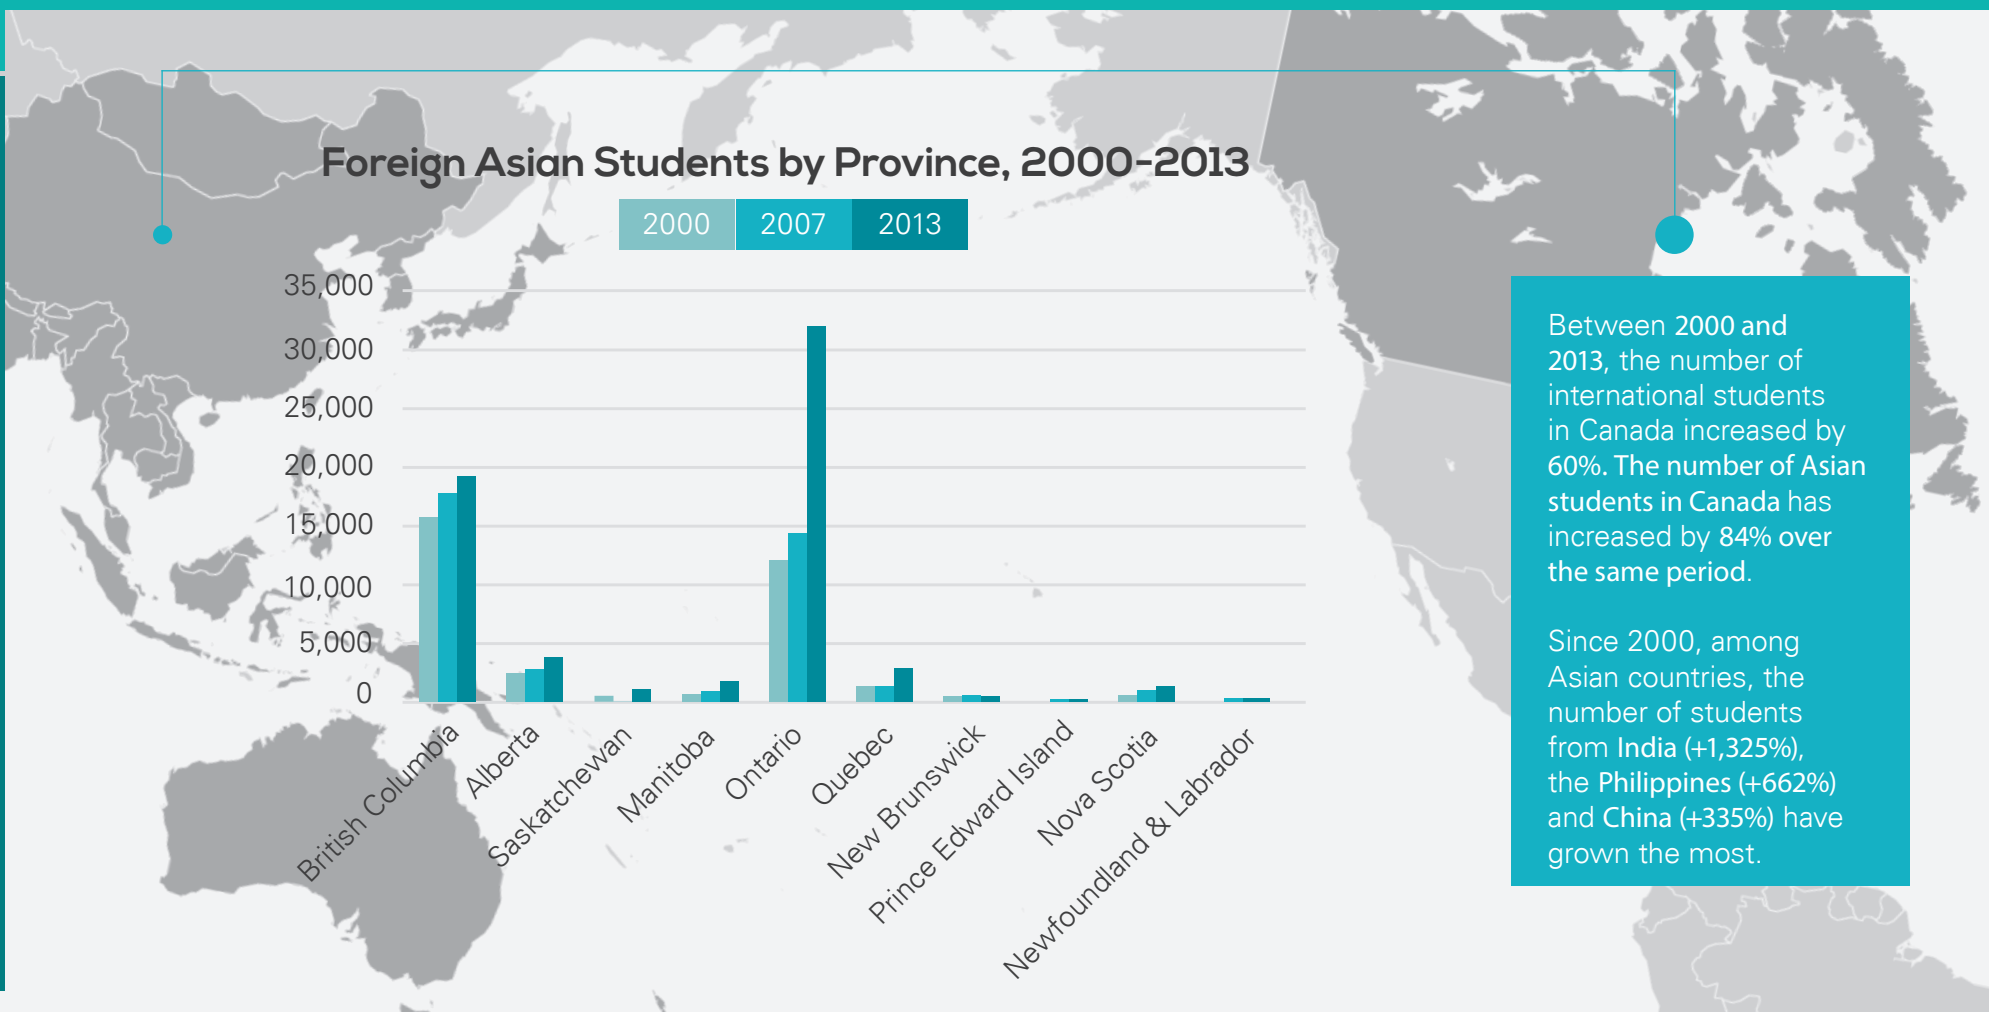 Foreign Asian Students by Province, 2000-2013
2000 2007 2013
35,000
30,000
25,000
20,000
15,000
10,000
5,000
0
British Columbia
Alberta
Saskatchewan
Manitoba
Ontario
Quebec
New Brunswick
Prince Edward Island
Nova Scotia
Newfoundland & Labrador
Between 2000 and
2013, the number of
international students
in Canada increased by
60%. The number of Asian
students in Canada has
increased by 84% over
the same period.
Since 2000, among
Asian countries, the
number of students
from India (+1,325%),
the Philippines (+662%)
and China (+335%) have
grown the most.